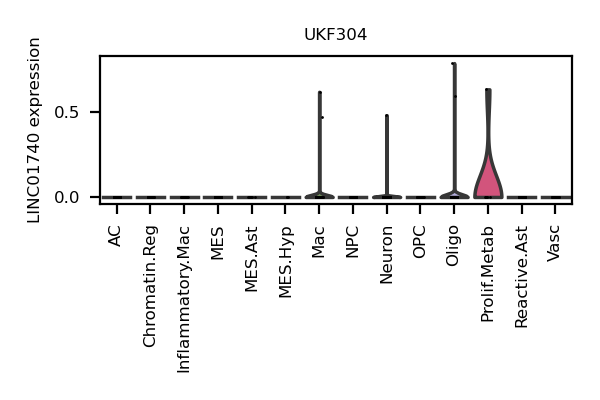 UKF304
LINC01740 expression
0.5
0.0
AC
Chromatin.Reg
Inflammatory.Mac
MES
MES.Ast
MES.Hyp
Mac
NPC
Neuron
OPC
Oligo
Prolif.Metab
Reactive.Ast
Vasc